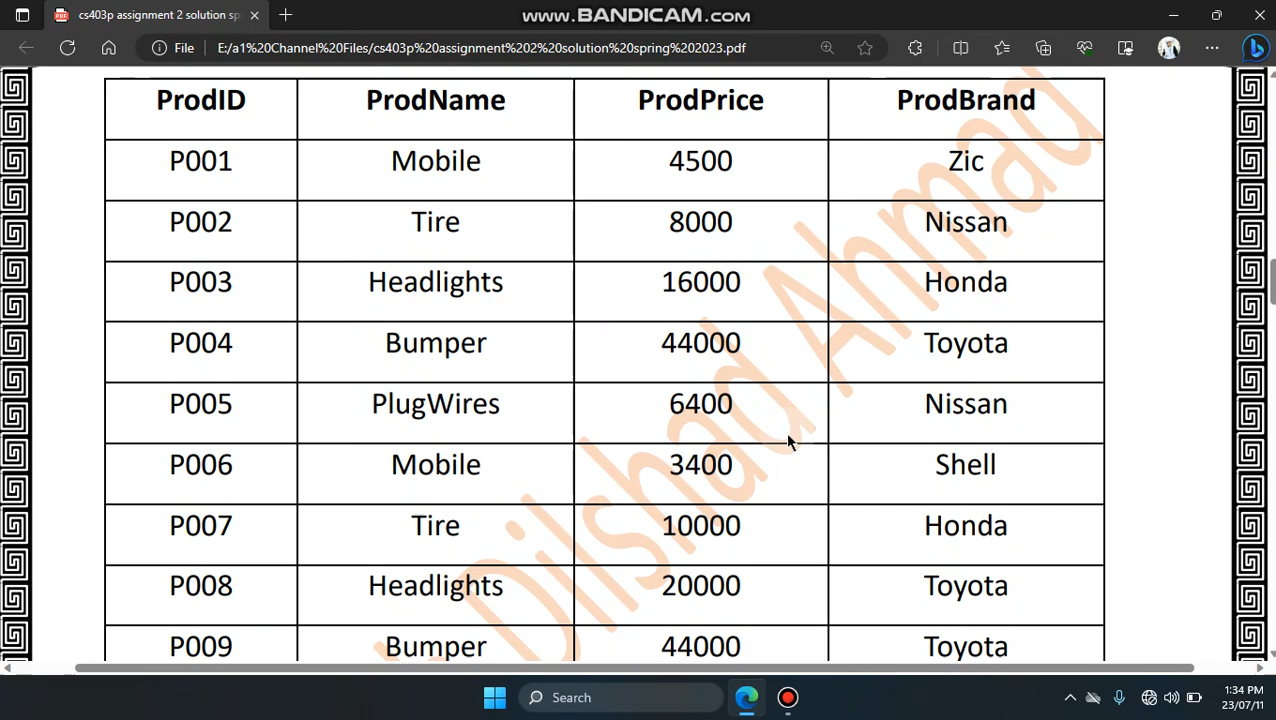 cs403p assignment 2 solution sp
www.BANDICAM.com
File E:/a1%20Channel%20Files/cs403p%20assignment%202%20solution%20spring%202023.pdf
ProdID ProdName ProdPrice ProdBrand
P001 Mobile 4500 Zic
P002 Tire 8000 Nissan
P003 Headlights 16000 Honda
P004 Bumper 44000 Toyota
P005 PlugWires 6400 Nissan
P006 Mobile 3400 Shell
P007 Tire 10000 Honda
P008 Headlights 20000 Toyota
P009 Bumper 44000 Toyota
Dilshad Ahmad
Search
1:34 PM
23/07/11